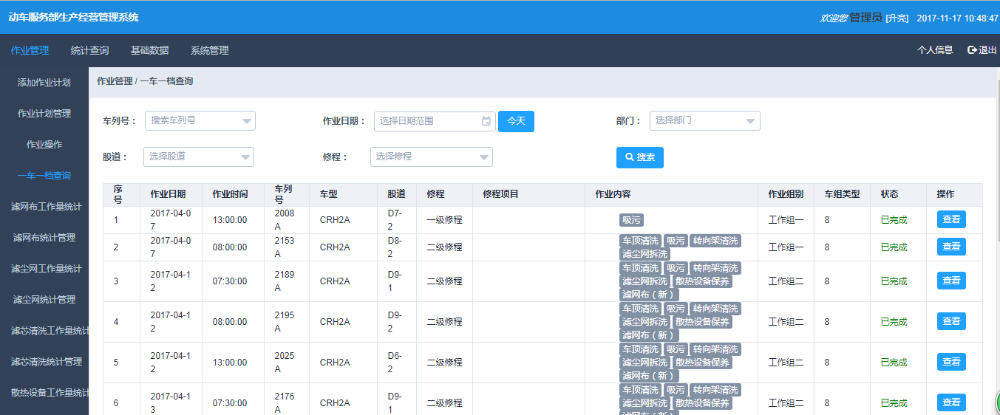 动车服务部生产经营管理系统
欢迎您 管理员 [升亮] 2017-11-17 10:48:47
作业管理 统计查询 基础数据 系统管理 个人信息 退出
添加作业计划
作业计划管理
作业操作
一车一档查询
滤网布工作量统计
滤网布统计管理
滤尘网工作量统计
滤尘网统计管理
滤芯清洗工作量统计
滤芯清洗统计管理
散热设备工作量统计
作业管理 / 一车一档查询
车列号： 搜索车列号 作业日期： 选择日期范围 今天 部门： 选择部门
股道： 选择股道 修程： 选择修程 搜索
序号 作业日期 作业时间 车列号 车型 股道 修程 修程项目 作业内容 作业组别 车组类型 状态 操作
1 2017-04-07 13:00:00 2008A CRH2A D7-2 一级修程 吸污 工作组一 8 已完成 查看
2 2017-04-07 08:00:00 2153A CRH2A D8-2 二级修程 车顶清洗 吸污 转向架清洗 滤尘网拆洗 工作组一 8 已完成 查看
3 2017-04-12 07:30:00 2189A CRH2A D9-1 二级修程 车顶清洗 吸污 转向架清洗 滤尘网拆洗 散热设备保养 滤网布（新） 工作组二 8 已完成 查看
4 2017-04-12 08:00:00 2195A CRH2A D9-2 二级修程 车顶清洗 吸污 转向架清洗 滤尘网拆洗 散热设备保养 滤网布（新） 工作组二 8 已完成 查看
5 2017-04-12 13:00:00 2025A CRH2A D6-2 二级修程 车顶清洗 吸污 转向架清洗 滤尘网拆洗 散热设备保养 滤网布（新） 工作组二 8 已完成 查看
6 2017-04-13 07:30:00 2176A CRH2A D9-1 二级修程 车顶清洗 吸污 转向架清洗 滤尘网拆洗 散热设备保养 滤网布（新） 工作组二 8 已完成 查看